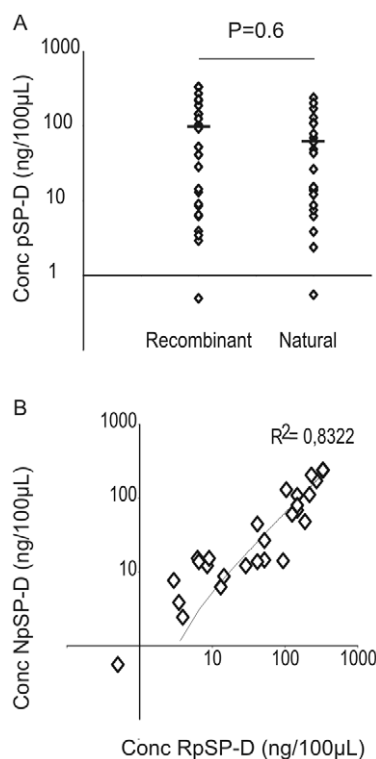 A
P=0.6
Conc pSP-D (ng/100µL)
1000
100
10
1
Recombinant Natural
B
R²= 0,8322
Conc NpSP-D (ng/100µL)
1000
100
10
10 100 1000
Conc RpSP-D (ng/100µL)